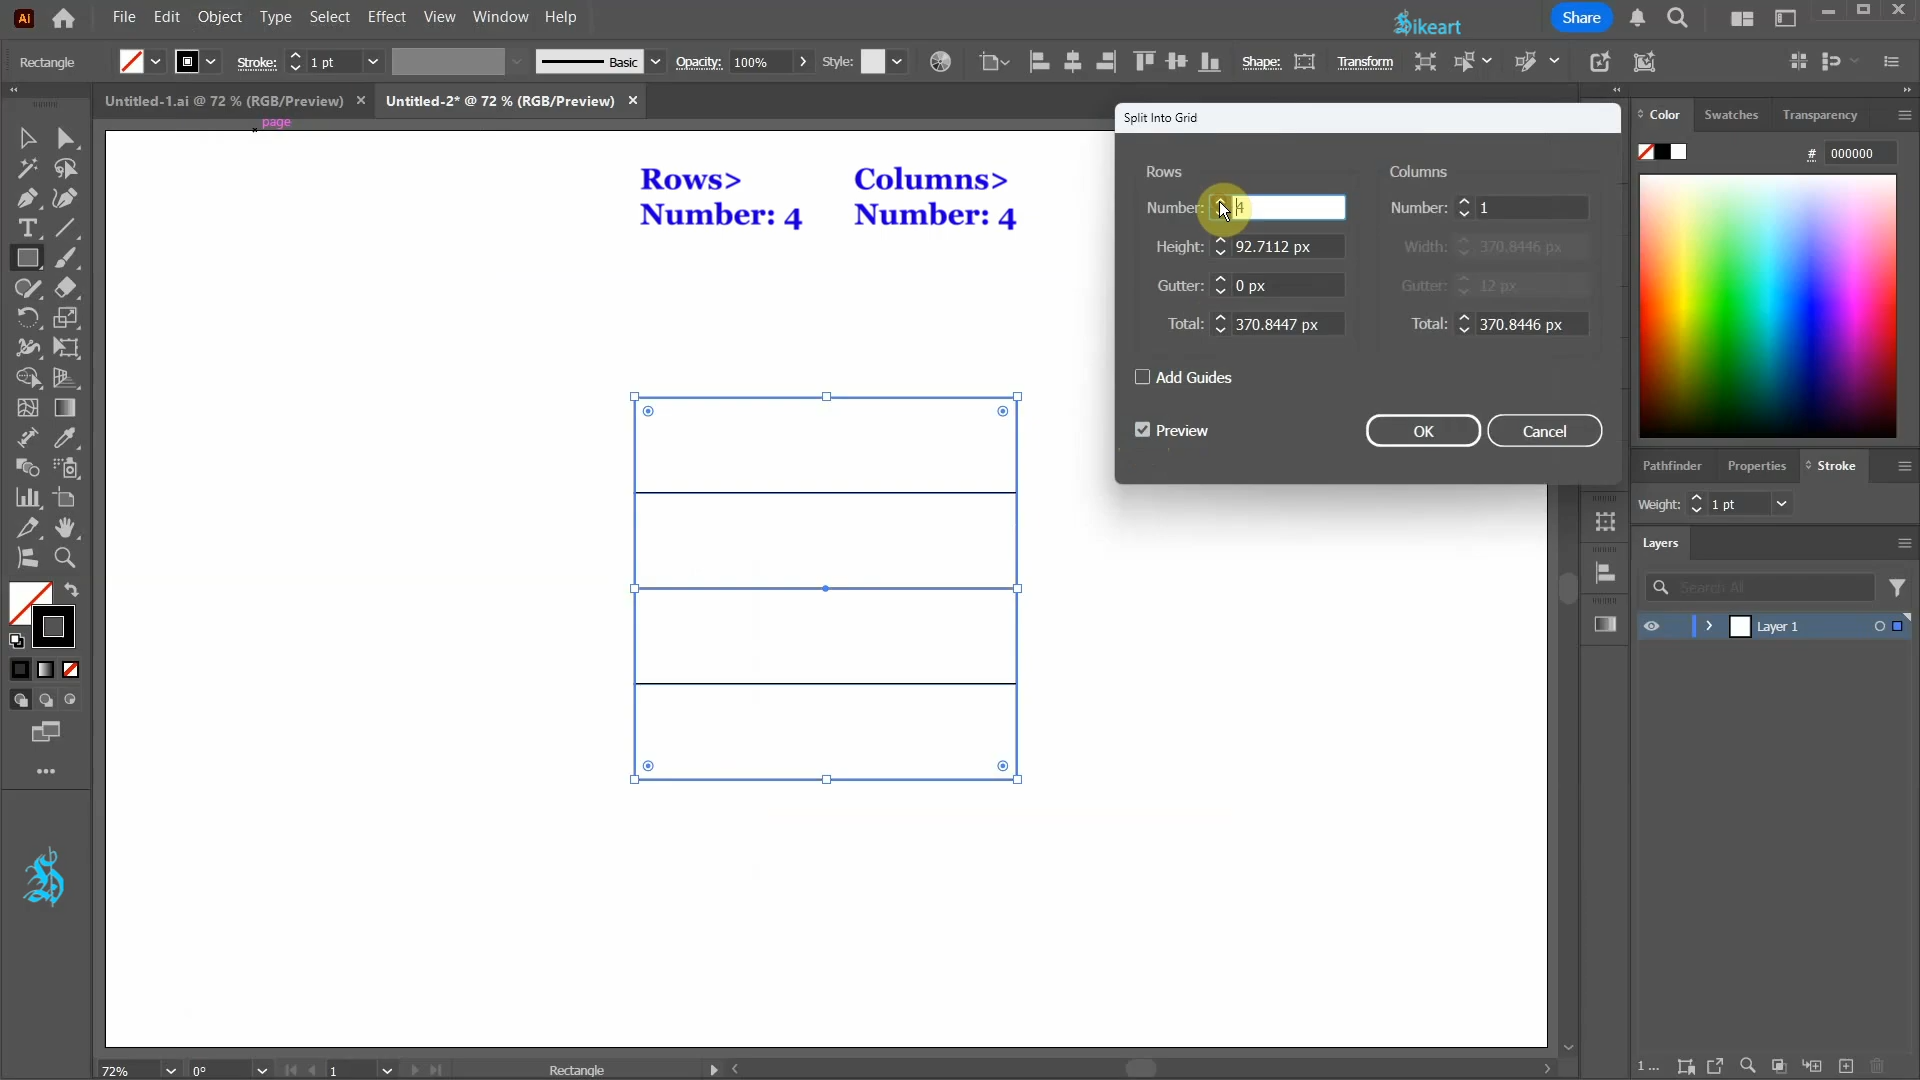 Ai
File Edit Object Type Select Effect View Window Help
Sikeart
Share
Rectangle
Stroke:
1 pt
Basic
Opacity:
100%
Style:
Shape:
Transform
Untitled-1.ai @ 72 % (RGB/Preview)
Untitled-2* @ 72 % (RGB/Preview)
page
Rows>
Number: 4
Columns>
Number: 4
Split Into Grid
Rows
Number: 4
Height: 92.7112 px
Gutter: 0 px
Total: 370.8447 px
Columns
Number: 1
Width: 370.8446 px
Gutter: 12 px
Total: 370.8446 px
Add Guides
Preview
OK
Cancel
Color
Swatches
Transparency
# 000000
Pathfinder
Properties
Stroke
Weight:
1 pt
Layers
Search All
Layer 1
72%
0°
1
Rectangle
1 ...